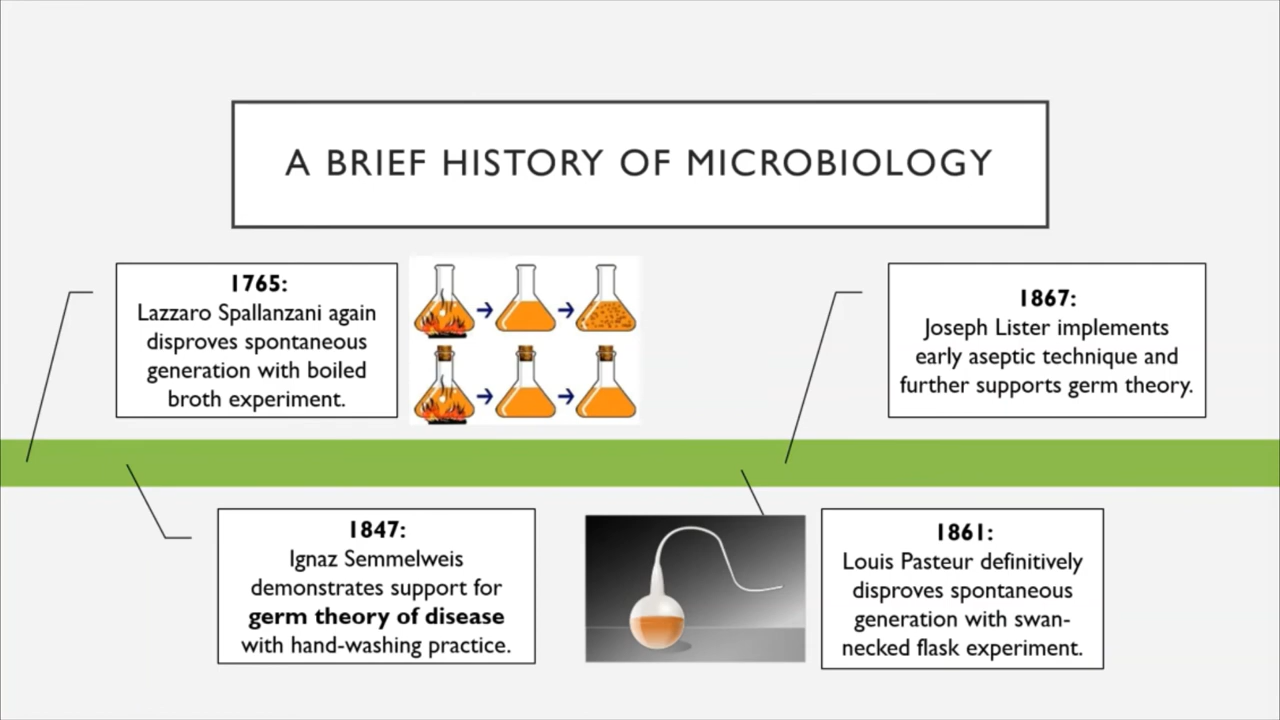 A BRIEF HISTORY OF MICROBIOLOGY
1765:
Lazzaro Spallanzani again
disproves spontaneous
generation with boiled
broth experiment.
1867:
Joseph Lister implements
early aseptic technique and
further supports germ theory.
1847:
Ignaz Semmelweis
demonstrates support for
germ theory of disease
with hand-washing practice.
1861:
Louis Pasteur definitively
disproves spontaneous
generation with swan-
necked flask experiment.